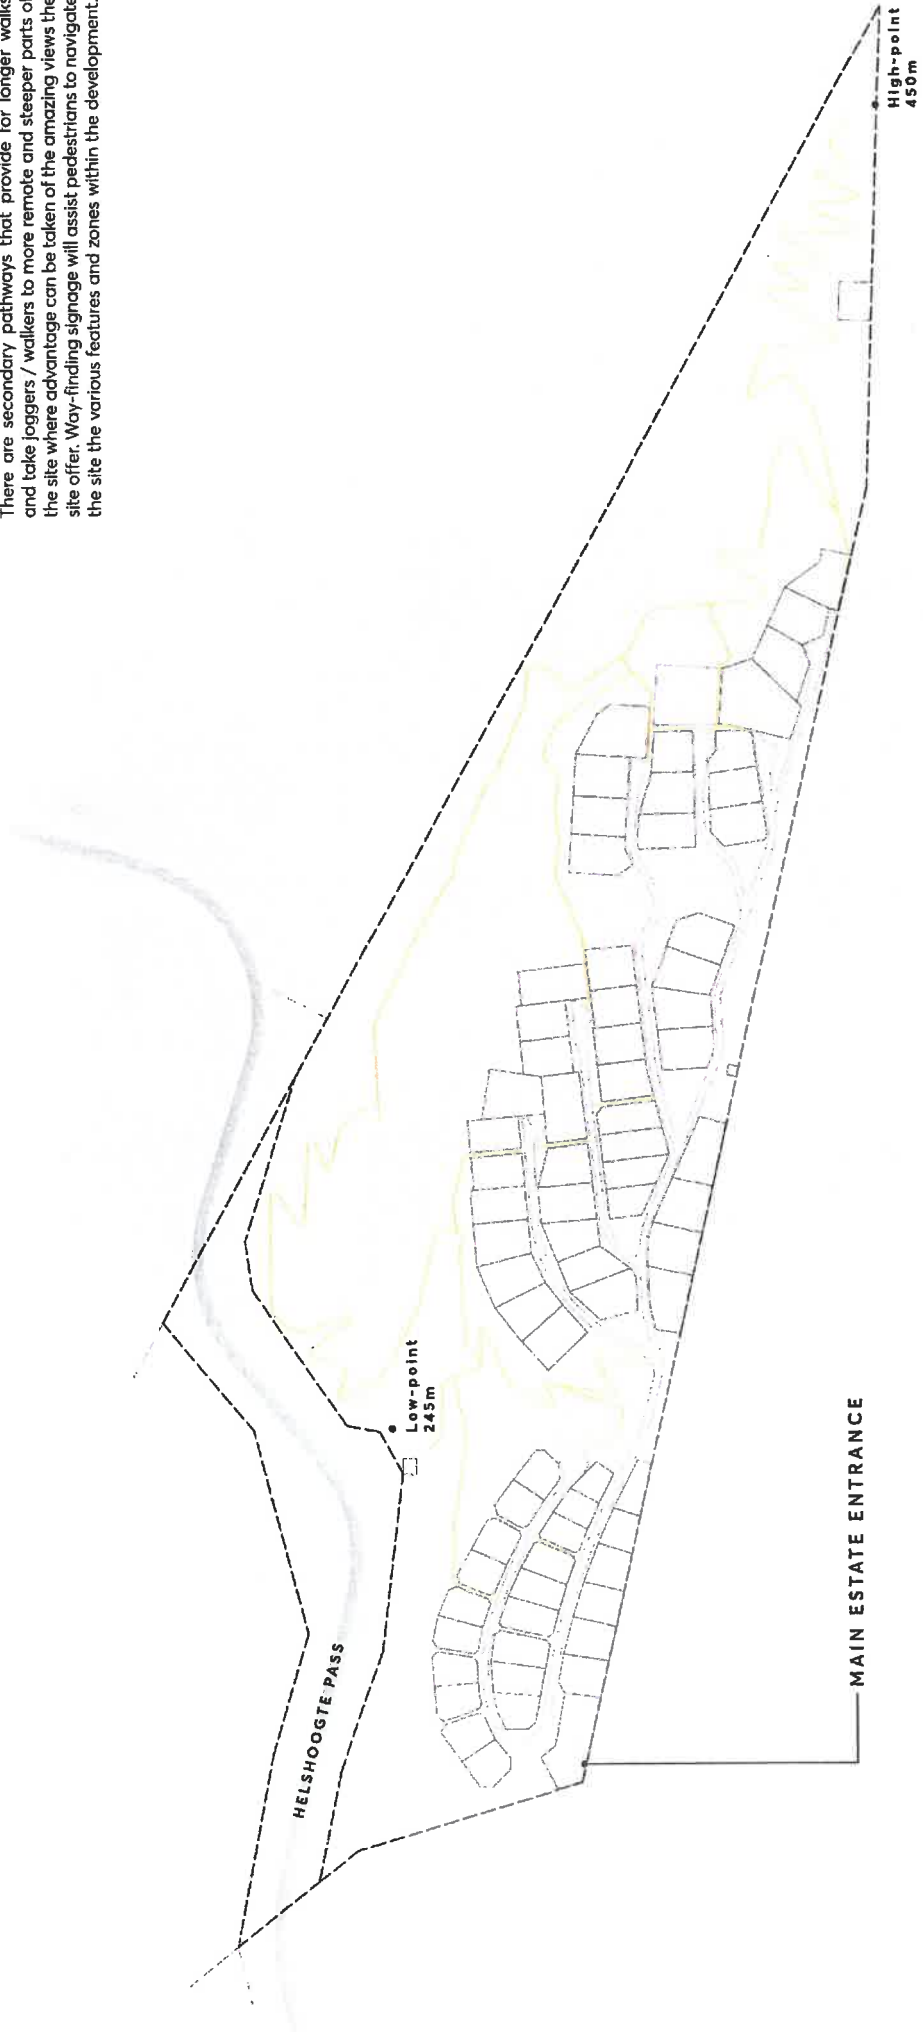 There are secondary pathways that provide for longer walks
and take joggers / walkers to more remote and steeper parts of
the site where advantage can be taken of the amazing views the
site offer. Way-finding signage will assist pedestrians to navigate
the site the various features and zones within the development.
High-point
450m
Low-point
245m
HELSHOOGTE PASS
MAIN ESTATE ENTRANCE